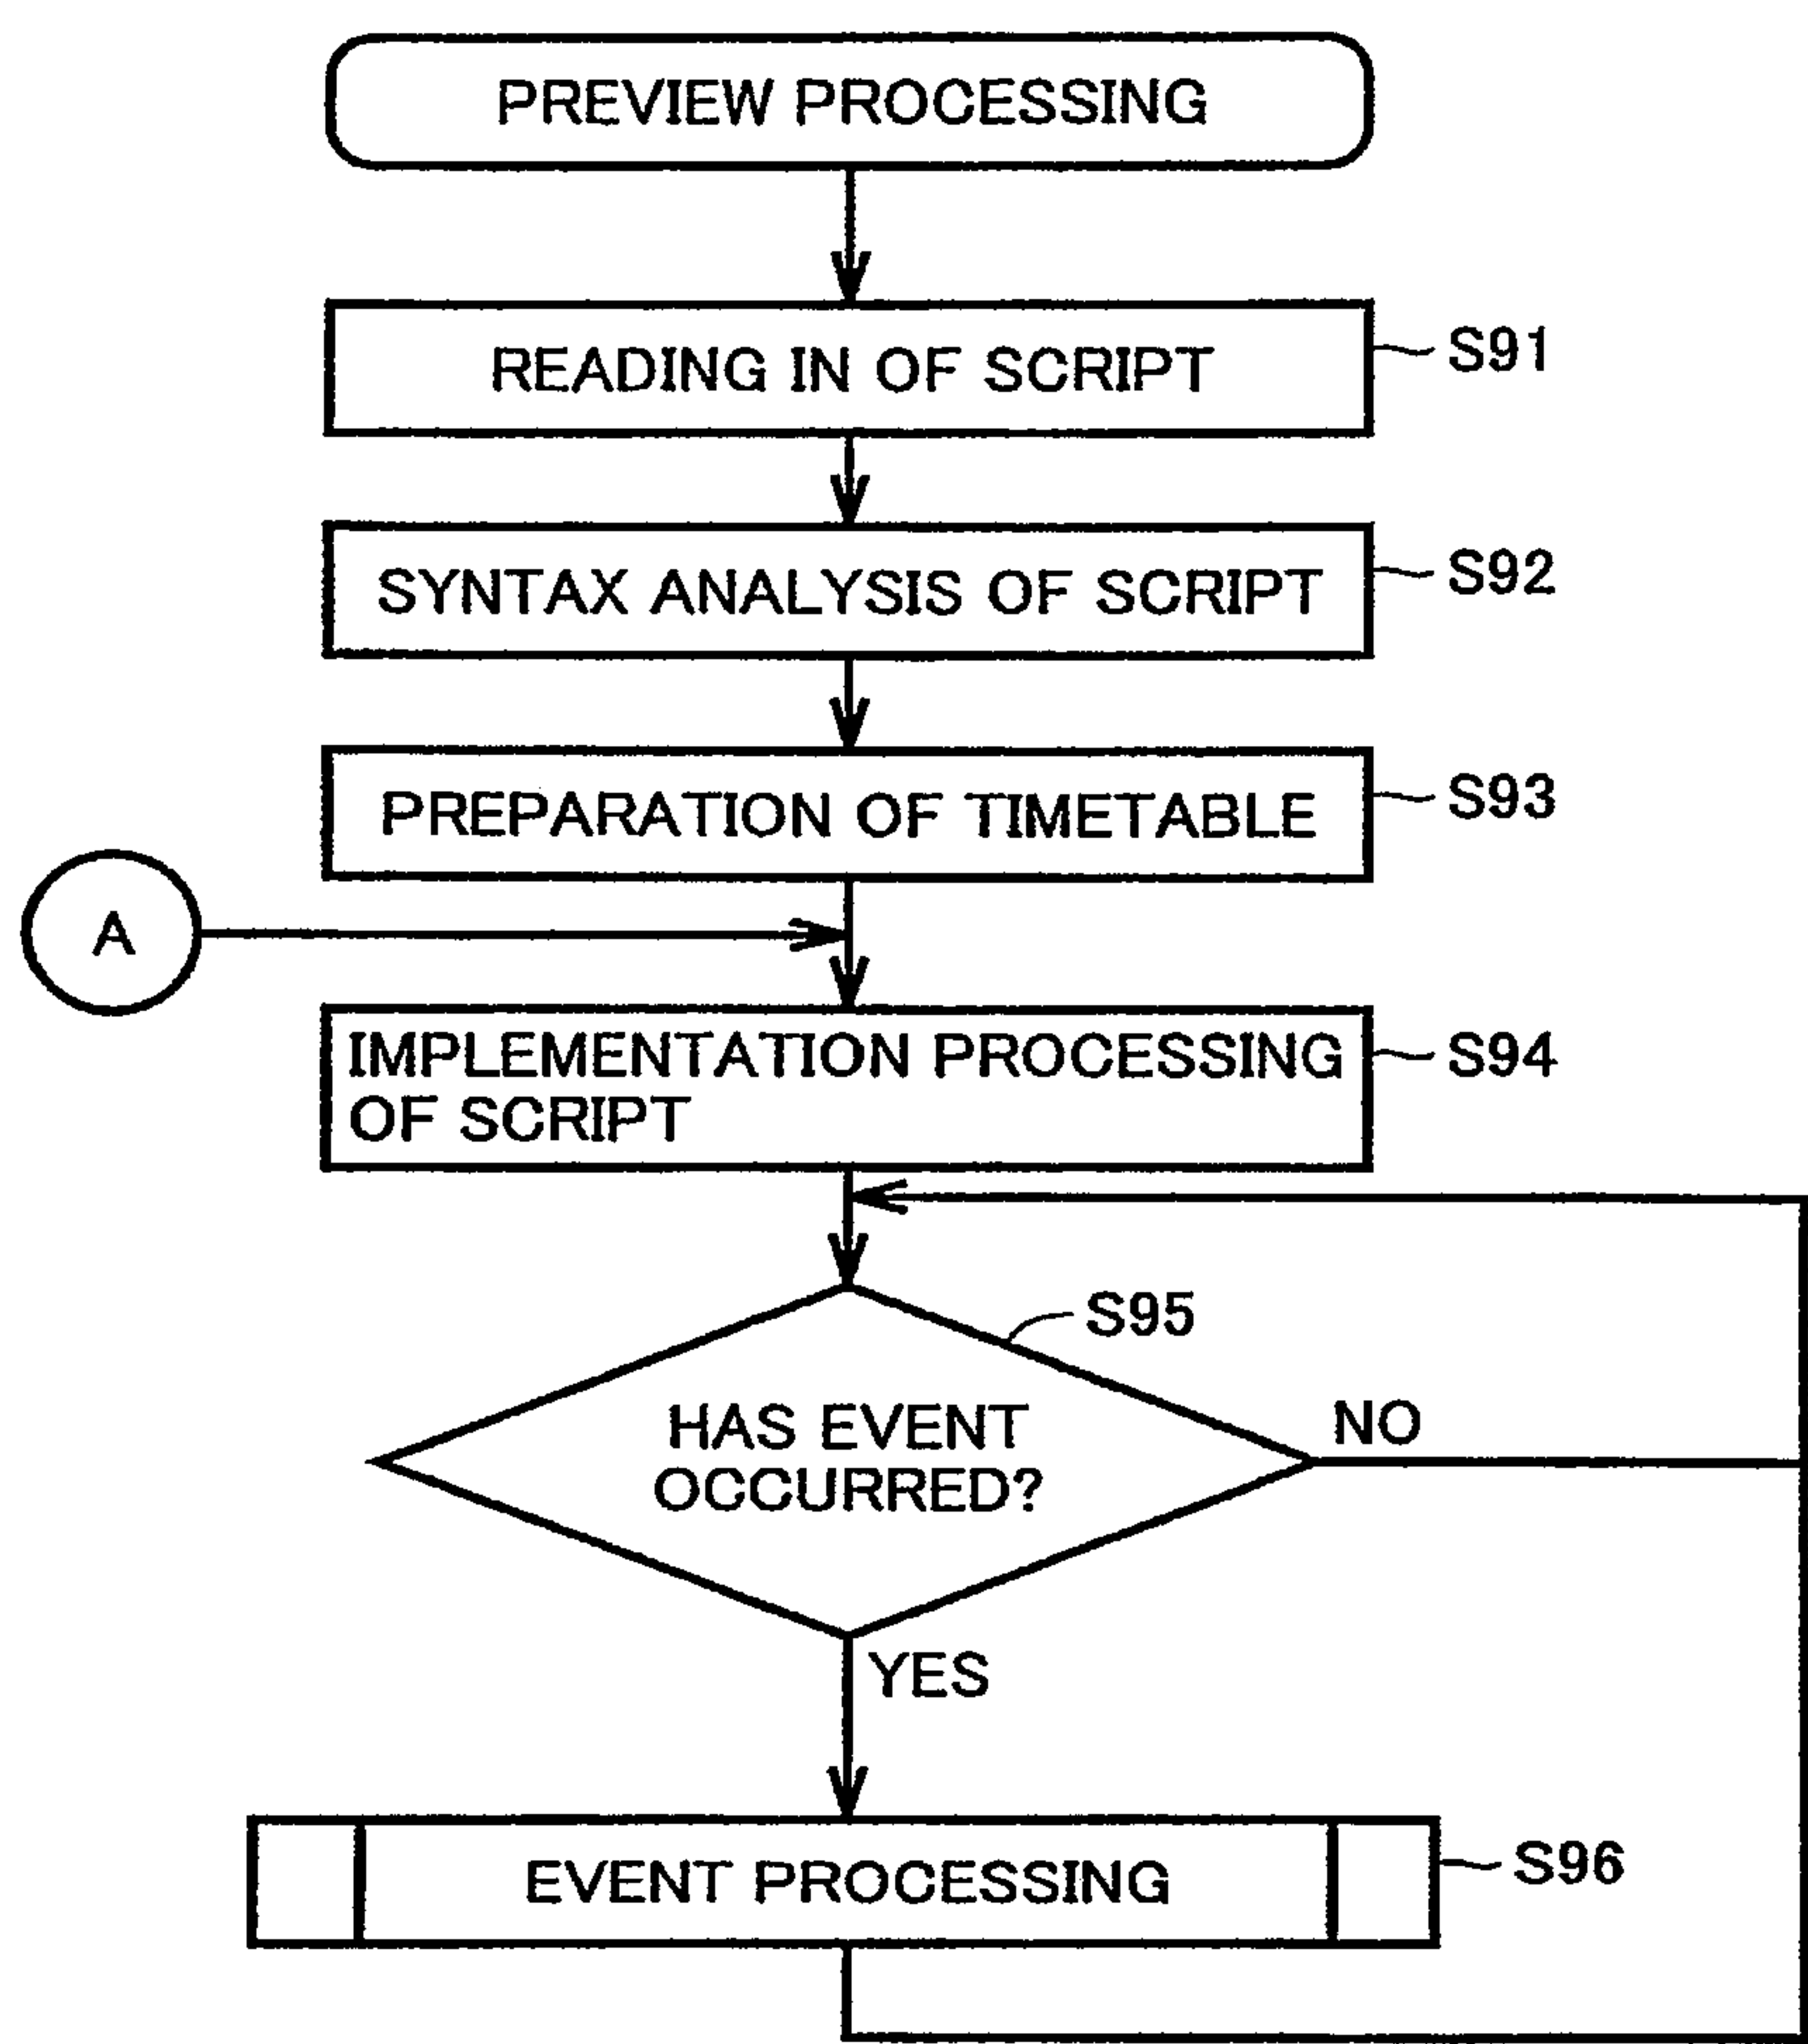 PREVIEW PROCESSING
READING IN OF SCRIPT
S91
SYNTAX ANALYSIS OF SCRIPT
S92
PREPARATION OF TIMETABLE
S93
A
IMPLEMENTATION PROCESSING
OF SCRIPT
S94
S95
HAS EVENT
OCCURRED?
NO
YES
EVENT PROCESSING
S96